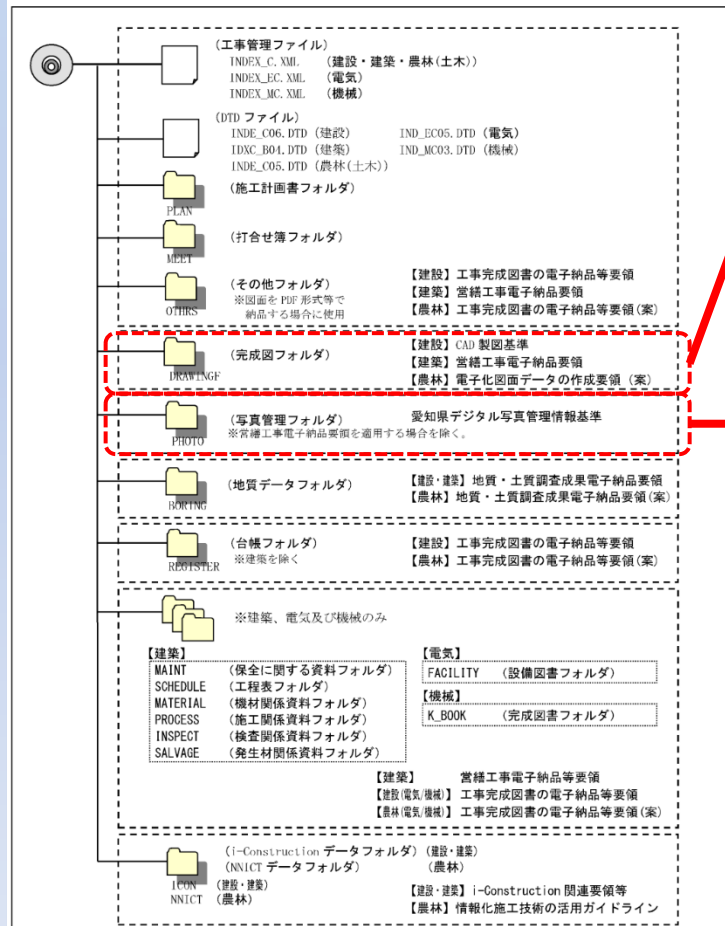 (工事管理ファイル)
INDEX_C.XML (建設・建築・農林(土木))
INDEX_EC.XML (電気)
INDEX_MC.XML (機械)
(DTD ファイル)
INDE_C06.DTD (建設) IND_EC05.DTD (電気)
IDXC_B04.DTD (建築) IND_MC03.DTD (機械)
INDE_C05.DTD (農林(土木))
(施工計画書フォルダ)
PLAN
(打合せ簿フォルダ)
MEET
(その他フォルダ)
※図面を PDF 形式等で
納品する場合に使用
OTHRS
【建設】工事完成図書の電子納品等要領
【建築】営繕工事電子納品要領
【農林】工事完成図書の電子納品等要領(案)
(完成図フォルダ)
DRAWINGF
【建設】CAD 製図基準
【建築】営繕工事電子納品要領
【農林】電子化図面データの作成要領 (案)
(写真管理フォルダ) 愛知県デジタル写真管理情報基準
※営繕工事電子納品要領を適用する場合を除く。
PHOTO
(地質データフォルダ)
BORING
【建設・建築】地質・土質調査成果電子納品要領
【農林】地質・土質調査成果電子納品要領(案)
(台帳フォルダ)
※建築を除く
REGISTER
【建設】工事完成図書の電子納品等要領
【農林】工事完成図書の電子納品等要領(案)
※建築、電気及び機械のみ
【建築】
MAINT (保全に関する資料フォルダ)
SCHEDULE (工程表フォルダ)
MATERIAL (機材関係資料フォルダ)
PROCESS (施工関係資料フォルダ)
INSPECT (検査関係資料フォルダ)
SALVAGE (発生材関係資料フォルダ)
【電気】
FACILITY (設備図書フォルダ)
【機械】
K_BOOK (完成図書フォルダ)
【建築】 営繕工事電子納品等要領
【建設(電気/機械)】工事完成図書の電子納品等要領
【農林(電気/機械)】工事完成図書の電子納品等要領(案)
(i-Construction データフォルダ) (建設・建築)
(NNICT データフォルダ) (農林)
ICON (建設・建築)
NNICT (農林)
【建設・建築】i-Construction 関連要領等
【農林】情報化施工技術の活用ガイドライン